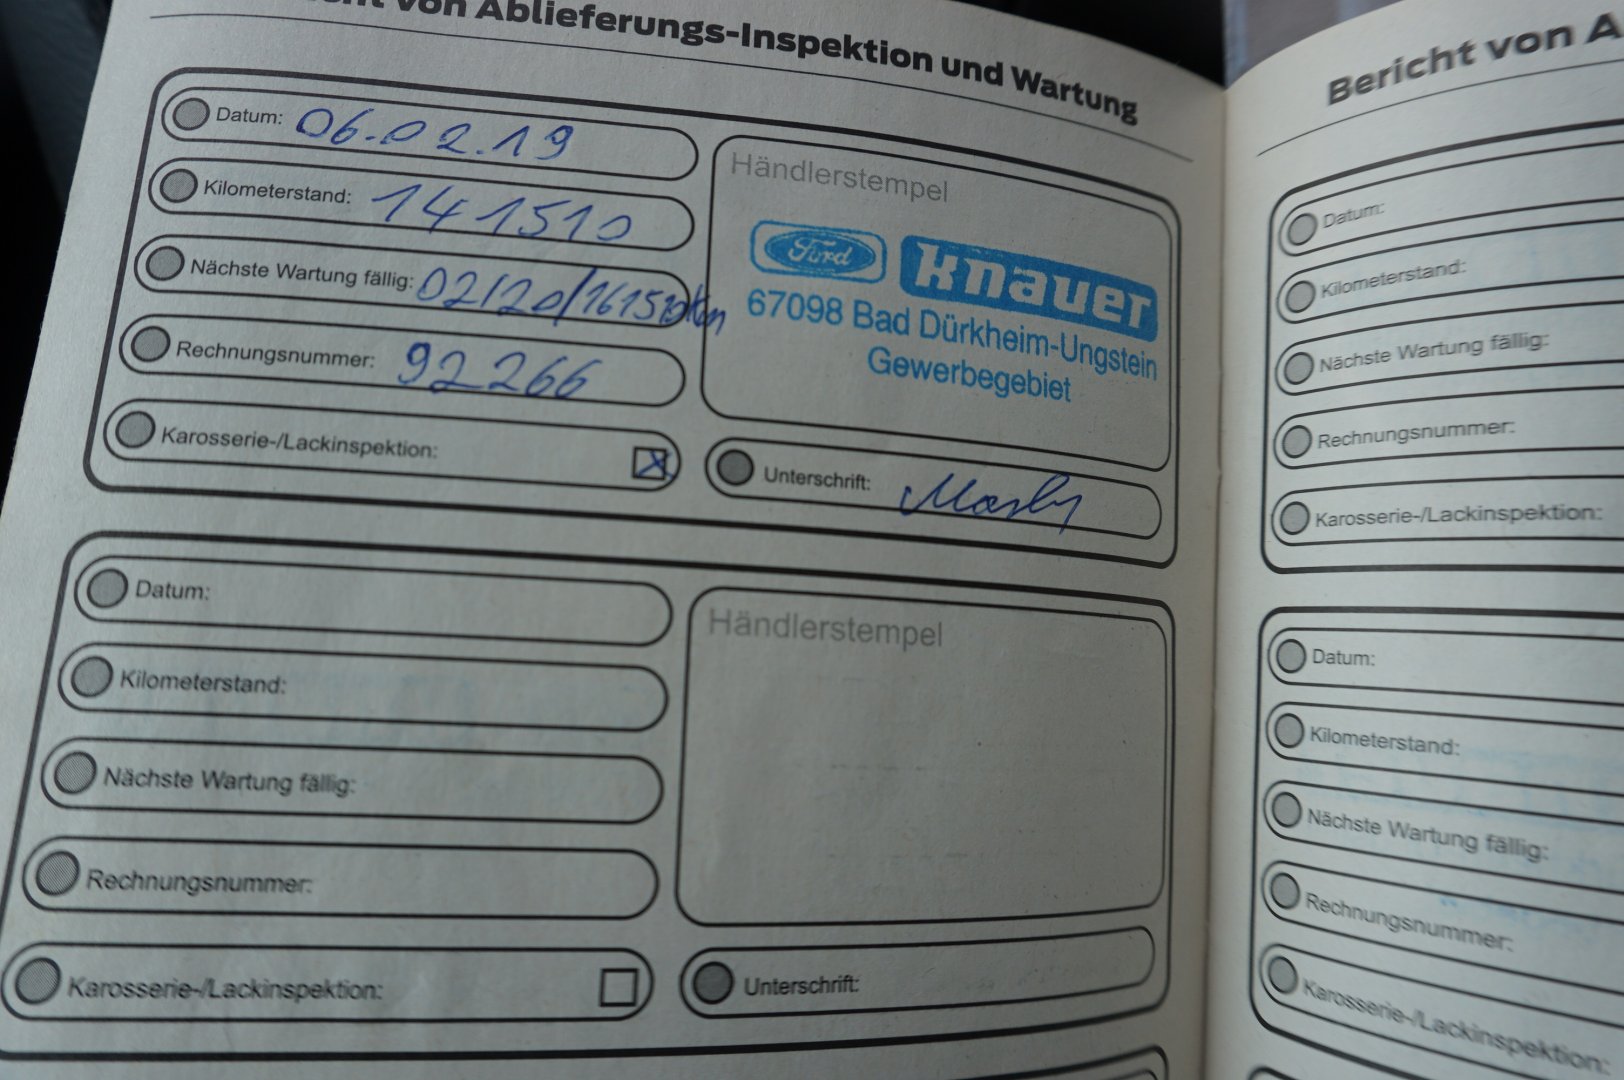 von Ablieferungs-Inspektion und Wartung
Datum: 06.02.19
Kilometerstand: 141510
Nächste Wartung fällig: 02/20/161510km
Rechnungsnummer: 92266
Karosserie-/Lackinspektion: X
Händlerstempel
Ford knauer
67098 Bad Dürkheim-Ungstein
Gewerbegebiet
Unterschrift:
Datum:
Kilometerstand:
Nächste Wartung fällig:
Rechnungsnummer:
Karosserie-/Lackinspektion:
Händlerstempel
Unterschrift:
Bericht von A
Datum:
Kilometerstand:
Nächste Wartung fällig:
Rechnungsnummer:
Karosserie-/Lackinspektion:
Datum:
Kilometerstand:
Nächste Wartung fällig:
Rechnungsnummer:
Karosserie-/Lackinspektion: